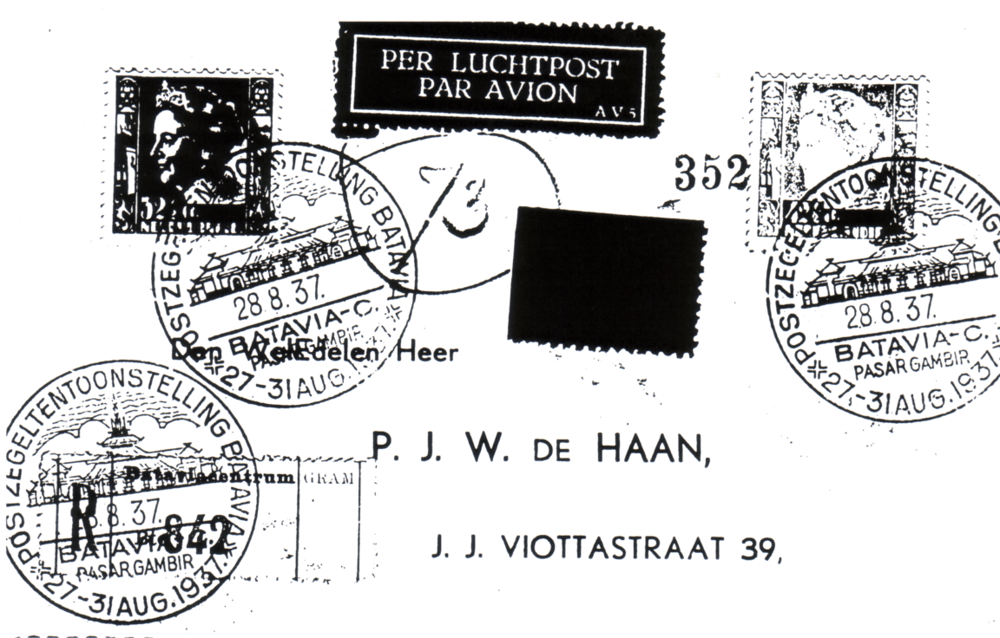 PER LUCHTPOST
PAR AVION
AV5
352
POSTZEGELTENTOONSTELLING BATAVIA
28.8.37.
BATAVIA-C.
PASAR GAMBIR
27-31 AUG. 1937.
POSTZEGELTENTOONSTELLING
28.8.37.
BATAVIA-C.
PASAR GAMBIR
27-31 AUG. 1937.
Den WelEdelen Heer
POSTZEGELTENTOONSTELLING BATAVIA
8.37.
BATAVIA
PASAR GAMBIR
27-31 AUG. 1937.
Bataviacentrum GRAM
R 842
P. J. W. DE HAAN,
J. J. VIOTTASTRAAT 39,